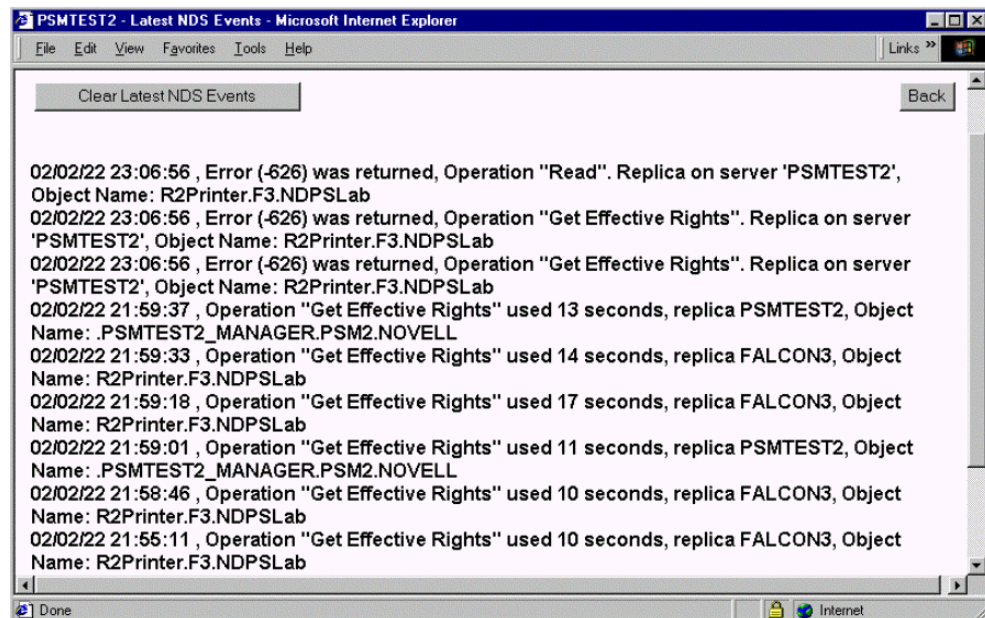 PSMTEST2 - Latest NDS Events - Microsoft Internet Explorer
File Edit View Favorites Tools Help Links »
Clear Latest NDS Events Back
02/02/22 23:06:56 , Error (-626) was returned, Operation "Read". Replica on server 'PSMTEST2',
Object Name: R2Printer.F3.NDPSLab
02/02/22 23:06:56 , Error (-626) was returned, Operation "Get Effective Rights". Replica on server
'PSMTEST2', Object Name: R2Printer.F3.NDPSLab
02/02/22 23:06:56 , Error (-626) was returned, Operation "Get Effective Rights". Replica on server
'PSMTEST2', Object Name: R2Printer.F3.NDPSLab
02/02/22 21:59:37 , Operation "Get Effective Rights" used 13 seconds, replica PSMTEST2, Object
Name: .PSMTEST2_MANAGER.PSM2.NOVELL
02/02/22 21:59:33 , Operation "Get Effective Rights" used 14 seconds, replica FALCON3, Object
Name: R2Printer.F3.NDPSLab
02/02/22 21:59:18 , Operation "Get Effective Rights" used 17 seconds, replica FALCON3, Object
Name: R2Printer.F3.NDPSLab
02/02/22 21:59:01 , Operation "Get Effective Rights" used 11 seconds, replica PSMTEST2, Object
Name: .PSMTEST2_MANAGER.PSM2.NOVELL
02/02/22 21:58:46 , Operation "Get Effective Rights" used 10 seconds, replica FALCON3, Object
Name: R2Printer.F3.NDPSLab
02/02/22 21:55:11 , Operation "Get Effective Rights" used 10 seconds, replica FALCON3, Object
Name: R2Printer.F3.NDPSLab
Done Internet